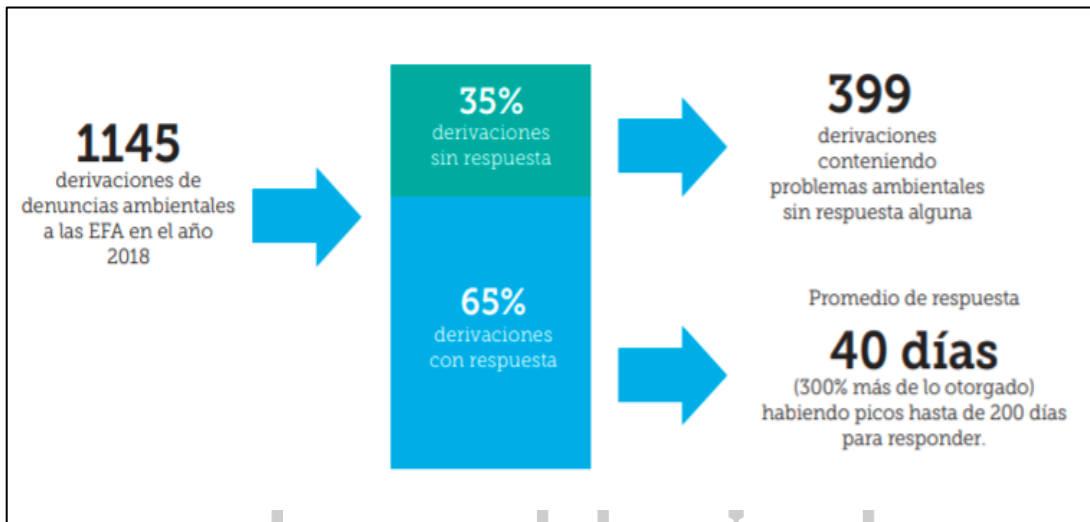 1145
derivaciones de
denuncias ambientales
a las EFA en el año
2018
35%
derivaciones
sin respuesta
65%
derivaciones
con respuesta
399
derivaciones
conteniendo
problemas ambientales
sin respuesta alguna
Promedio de respuesta
40 días
(300% más de lo otorgado)
habiendo picos hasta de 200 días
para responder.